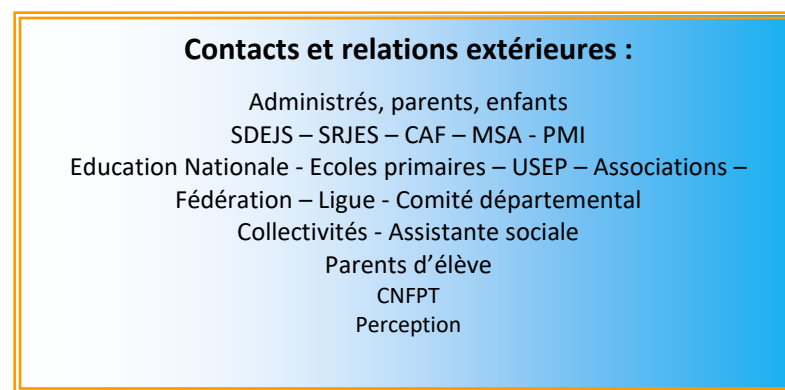 Contacts et relations extérieures :
Administrés, parents, enfants
SDEJS – SRJES – CAF – MSA - PMI
Education Nationale - Ecoles primaires – USEP – Associations –
Fédération – Ligue - Comité départemental
Collectivités - Assistante sociale
Parents d’élève
CNFPT
Perception